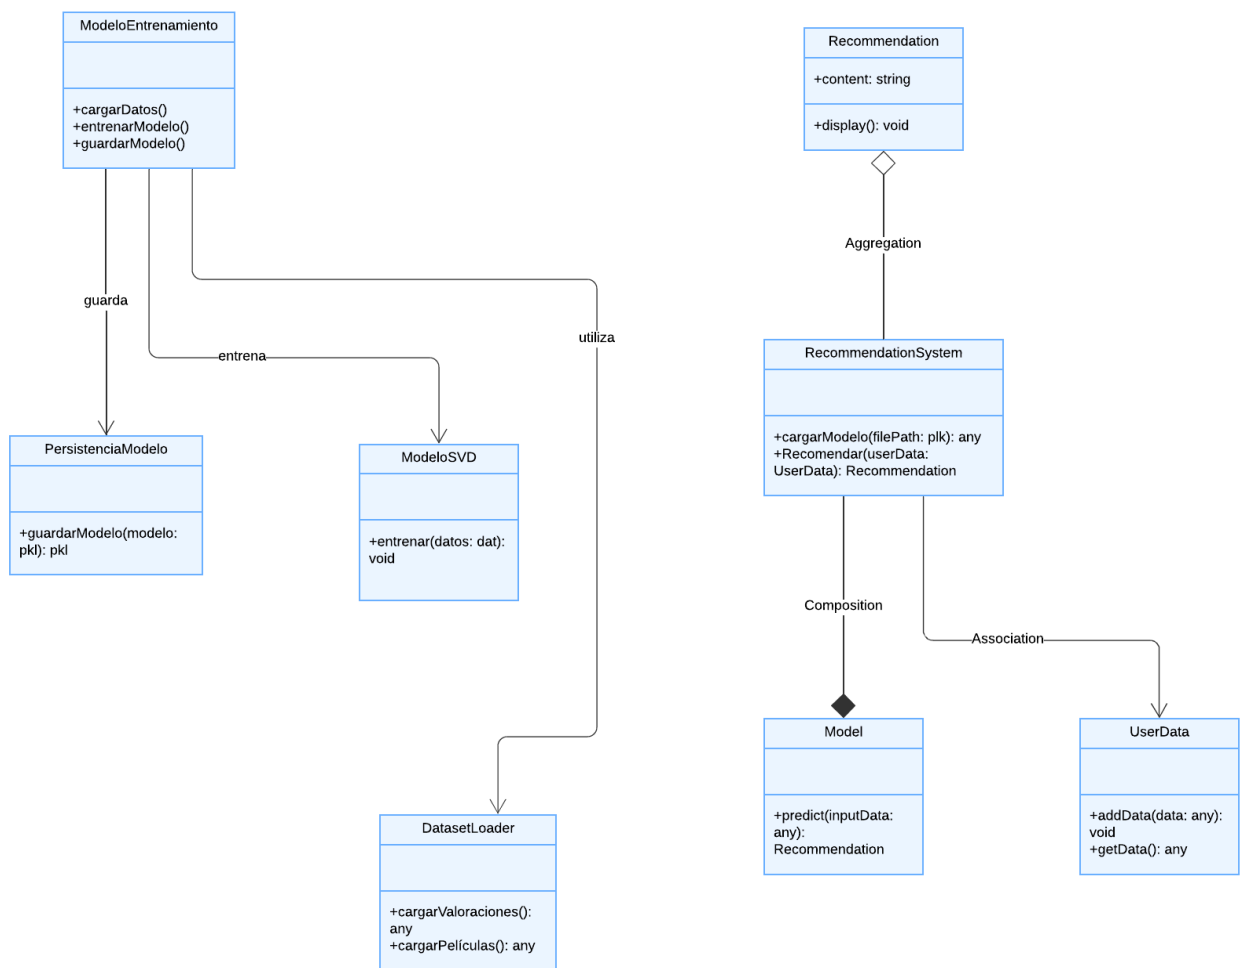 ModeloEntrenamiento
+cargarDatos()
+entrenarModelo()
+guardarModelo()
guarda
entrena
utiliza
PersistenciaModelo
+guardarModelo(modelo:
pkl): pkl
ModeloSVD
+entrenar(datos: dat):
void
DatasetLoader
+cargarValoraciones():
any
+cargarPelículas(): any
Recommendation
+content: string
+display(): void
Aggregation
RecommendationSystem
+cargarModelo(filePath: plk): any
+Recomendar(userData:
UserData): Recommendation
Composition
Association
Model
+predict(inputData:
any):
Recommendation
UserData
+addData(data: any):
void
+getData(): any